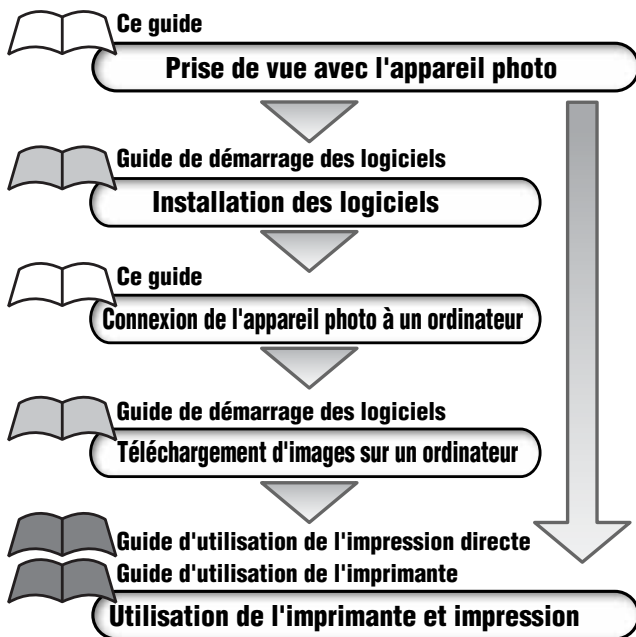 Ce guide
Prise de vue avec l'appareil photo
Guide de démarrage des logiciels
Installation des logiciels
Ce guide
Connexion de l'appareil photo à un ordinateur
Guide de démarrage des logiciels
Téléchargement d'images sur un ordinateur
Guide d'utilisation de l'impression directe
Guide d'utilisation de l'imprimante
Utilisation de l'imprimante et impression